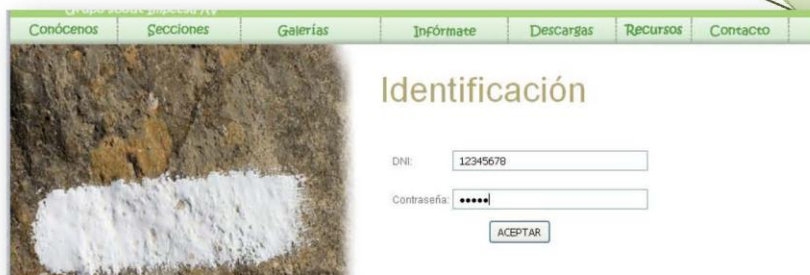 Conócenos Secciones Galerías Infórmate Descargas Recursos Contacto
Identificación
DNI: 12345678
Contraseña: •••••
ACEPTAR